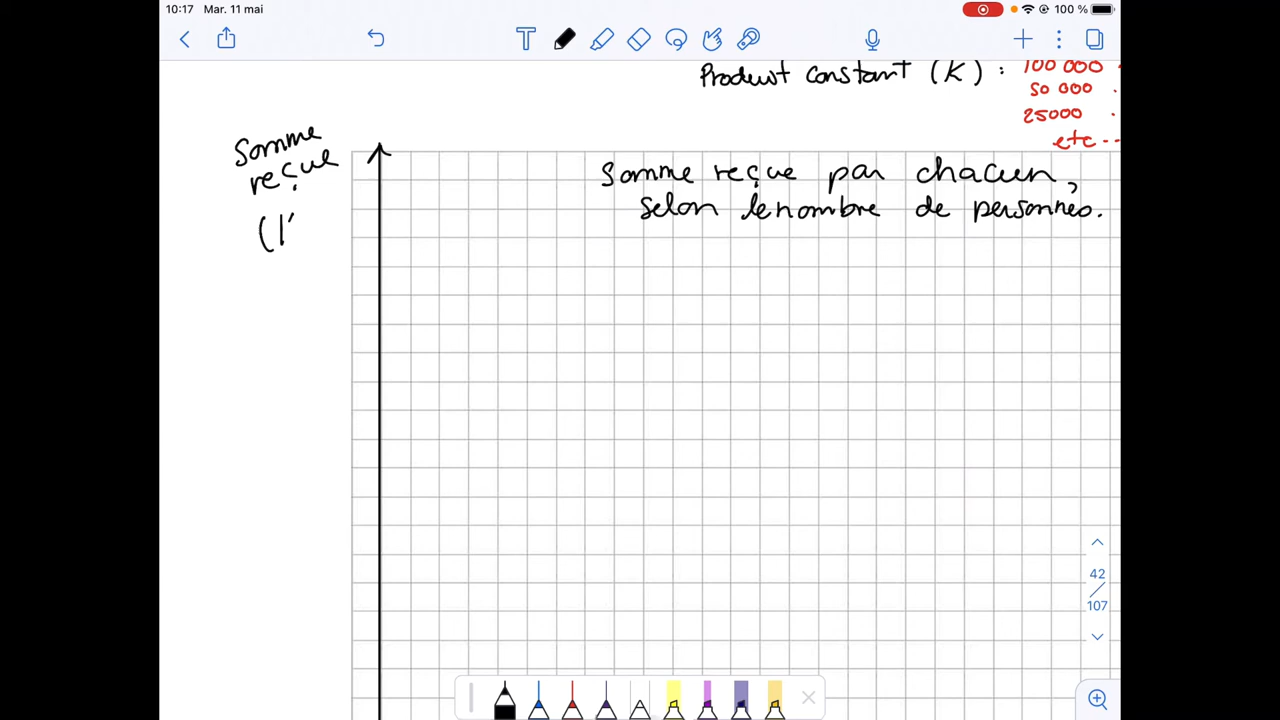 10:17 Mar. 11 mai 100 %
Product constant (K) : 100 000
50 000
25000
etc
Somme
reçue
(
Somme reçue par chacun,
selon le nombre de personnes.
42
107